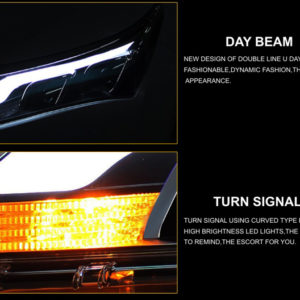 DAY BEAM
NEW DESIGN OF DOUBLE LINE U DAY
FASHIONABLE,DYNAMIC FASHION,TH
APPEARANCE.
TURN SIGNAL
TURN SIGNAL USING CURVED TYPE
HIGH BRIGHTNESS LED LIGHTS,THE
TO REMIND,THE ESCORT FOR YOU.